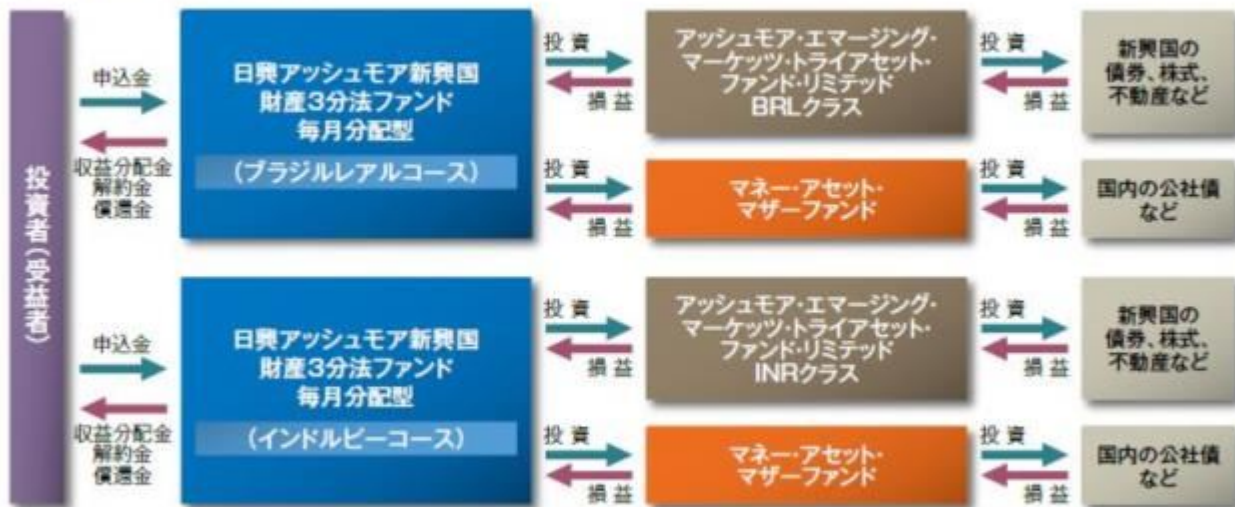 投資者(受益者)
申込金
収益分配金
解約金
償還金
日興アッシュモア新興国
財産3分法ファンド
毎月分配型
(ブラジルレアルコース)
投資
損益
アッシュモア・エマージング・
マーケッツ・トライアセット・
ファンド・リミテッド
BRLクラス
投資
損益
新興国の
債券、株式、
不動産など
投資
損益
マネー・アセット・
マザーファンド
投資
損益
国内の公社債
など
申込金
収益分配金
解約金
償還金
日興アッシュモア新興国
財産3分法ファンド
毎月分配型
(インドルピーコース)
投資
損益
アッシュモア・エマージング・
マーケッツ・トライアセット・
ファンド・リミテッド
INRクラス
投資
損益
新興国の
債券、株式、
不動産など
投資
損益
マネー・アセット・
マザーファンド
投資
損益
国内の公社債
など